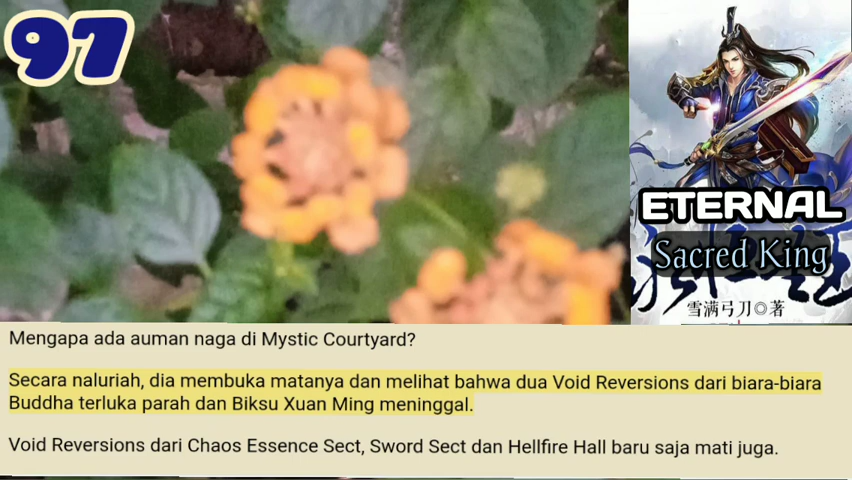 97
ETERNAL
Sacred King
雪满弓刀◎著
Mengapa ada auman naga di Mystic Courtyard?
Secara naluriah, dia membuka matanya dan melihat bahwa dua Void Reversions dari biara-biara
Buddha terluka parah dan Biksu Xuan Ming meninggal.
Void Reversions dari Chaos Essence Sect, Sword Sect dan Hellfire Hall baru saja mati juga.